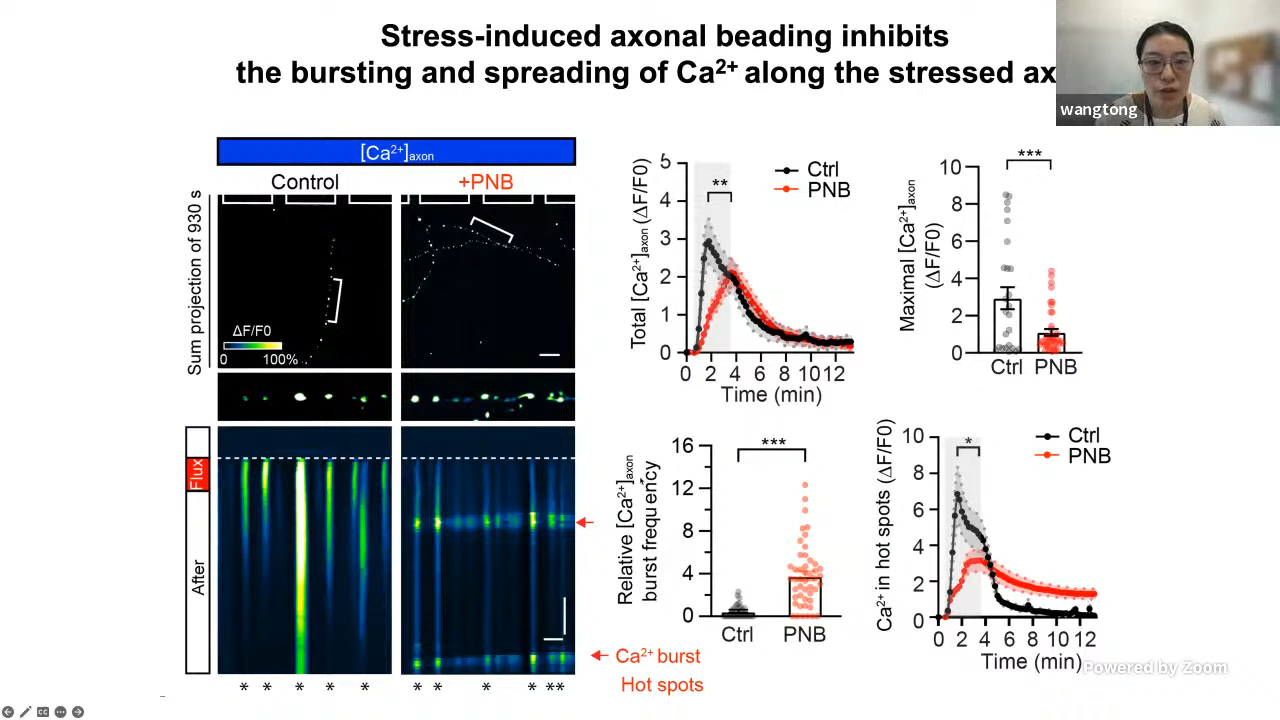 Stress-induced axonal beading inhibits
the bursting and spreading of Ca2+ along the stressed ax
wangtong
[Ca2+]axon
Control
+PNB
Sum projection of 930 s
ΔF/F0
0 100%
Flux
After
* * * * *
* * * * **
Ca2+ burst
Hot spots
Total [Ca2+]axon (ΔF/F0)
5
4
3
2
1
0
**
Ctrl
PNB
0 2 4 6 8 10 12
Time (min)
Maximal [Ca2+]axon
(ΔF/F0)
10
8
6
4
2
0
***
Ctrl PNB
Relative [Ca2+]axon
burst frequency
16
12
8
4
0
***
Ctrl PNB
Ca2+ in hot spots (ΔF/F0)
10
8
6
4
2
0
*
Ctrl
PNB
0 2 4 6 8 10 12
Time (min)
Powered by Zoom
CC